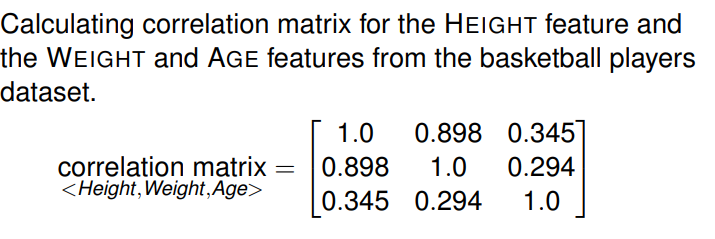 Calculating correlation matrix for the HEIGHT feature and
the WEIGHT and AGE features from the basketball players
dataset.
1.0 0.898 0.345
correlation matrix = 0.898 1.0 0.294
<Height,Weight,Age>
0.345 0.294 1.0